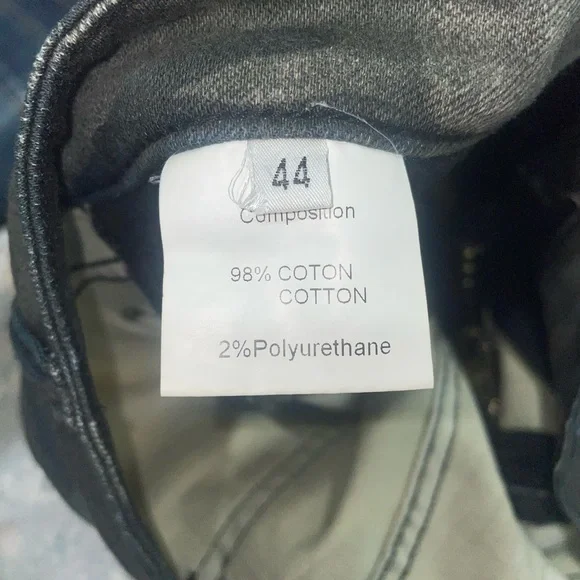 44
Composition
98% COTON
COTTON
2%Polyurethane